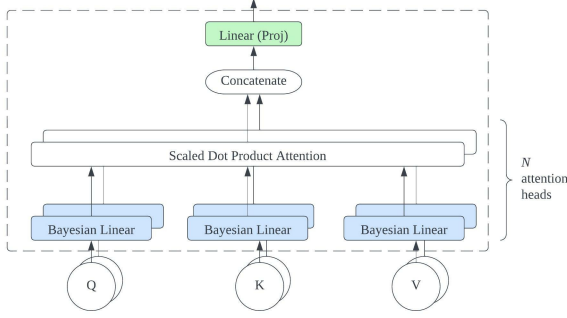 Linear (Proj)
Concatenate
Scaled Dot Product Attention
N
attention
heads
Bayesian Linear
Bayesian Linear
Bayesian Linear
Q
K
V